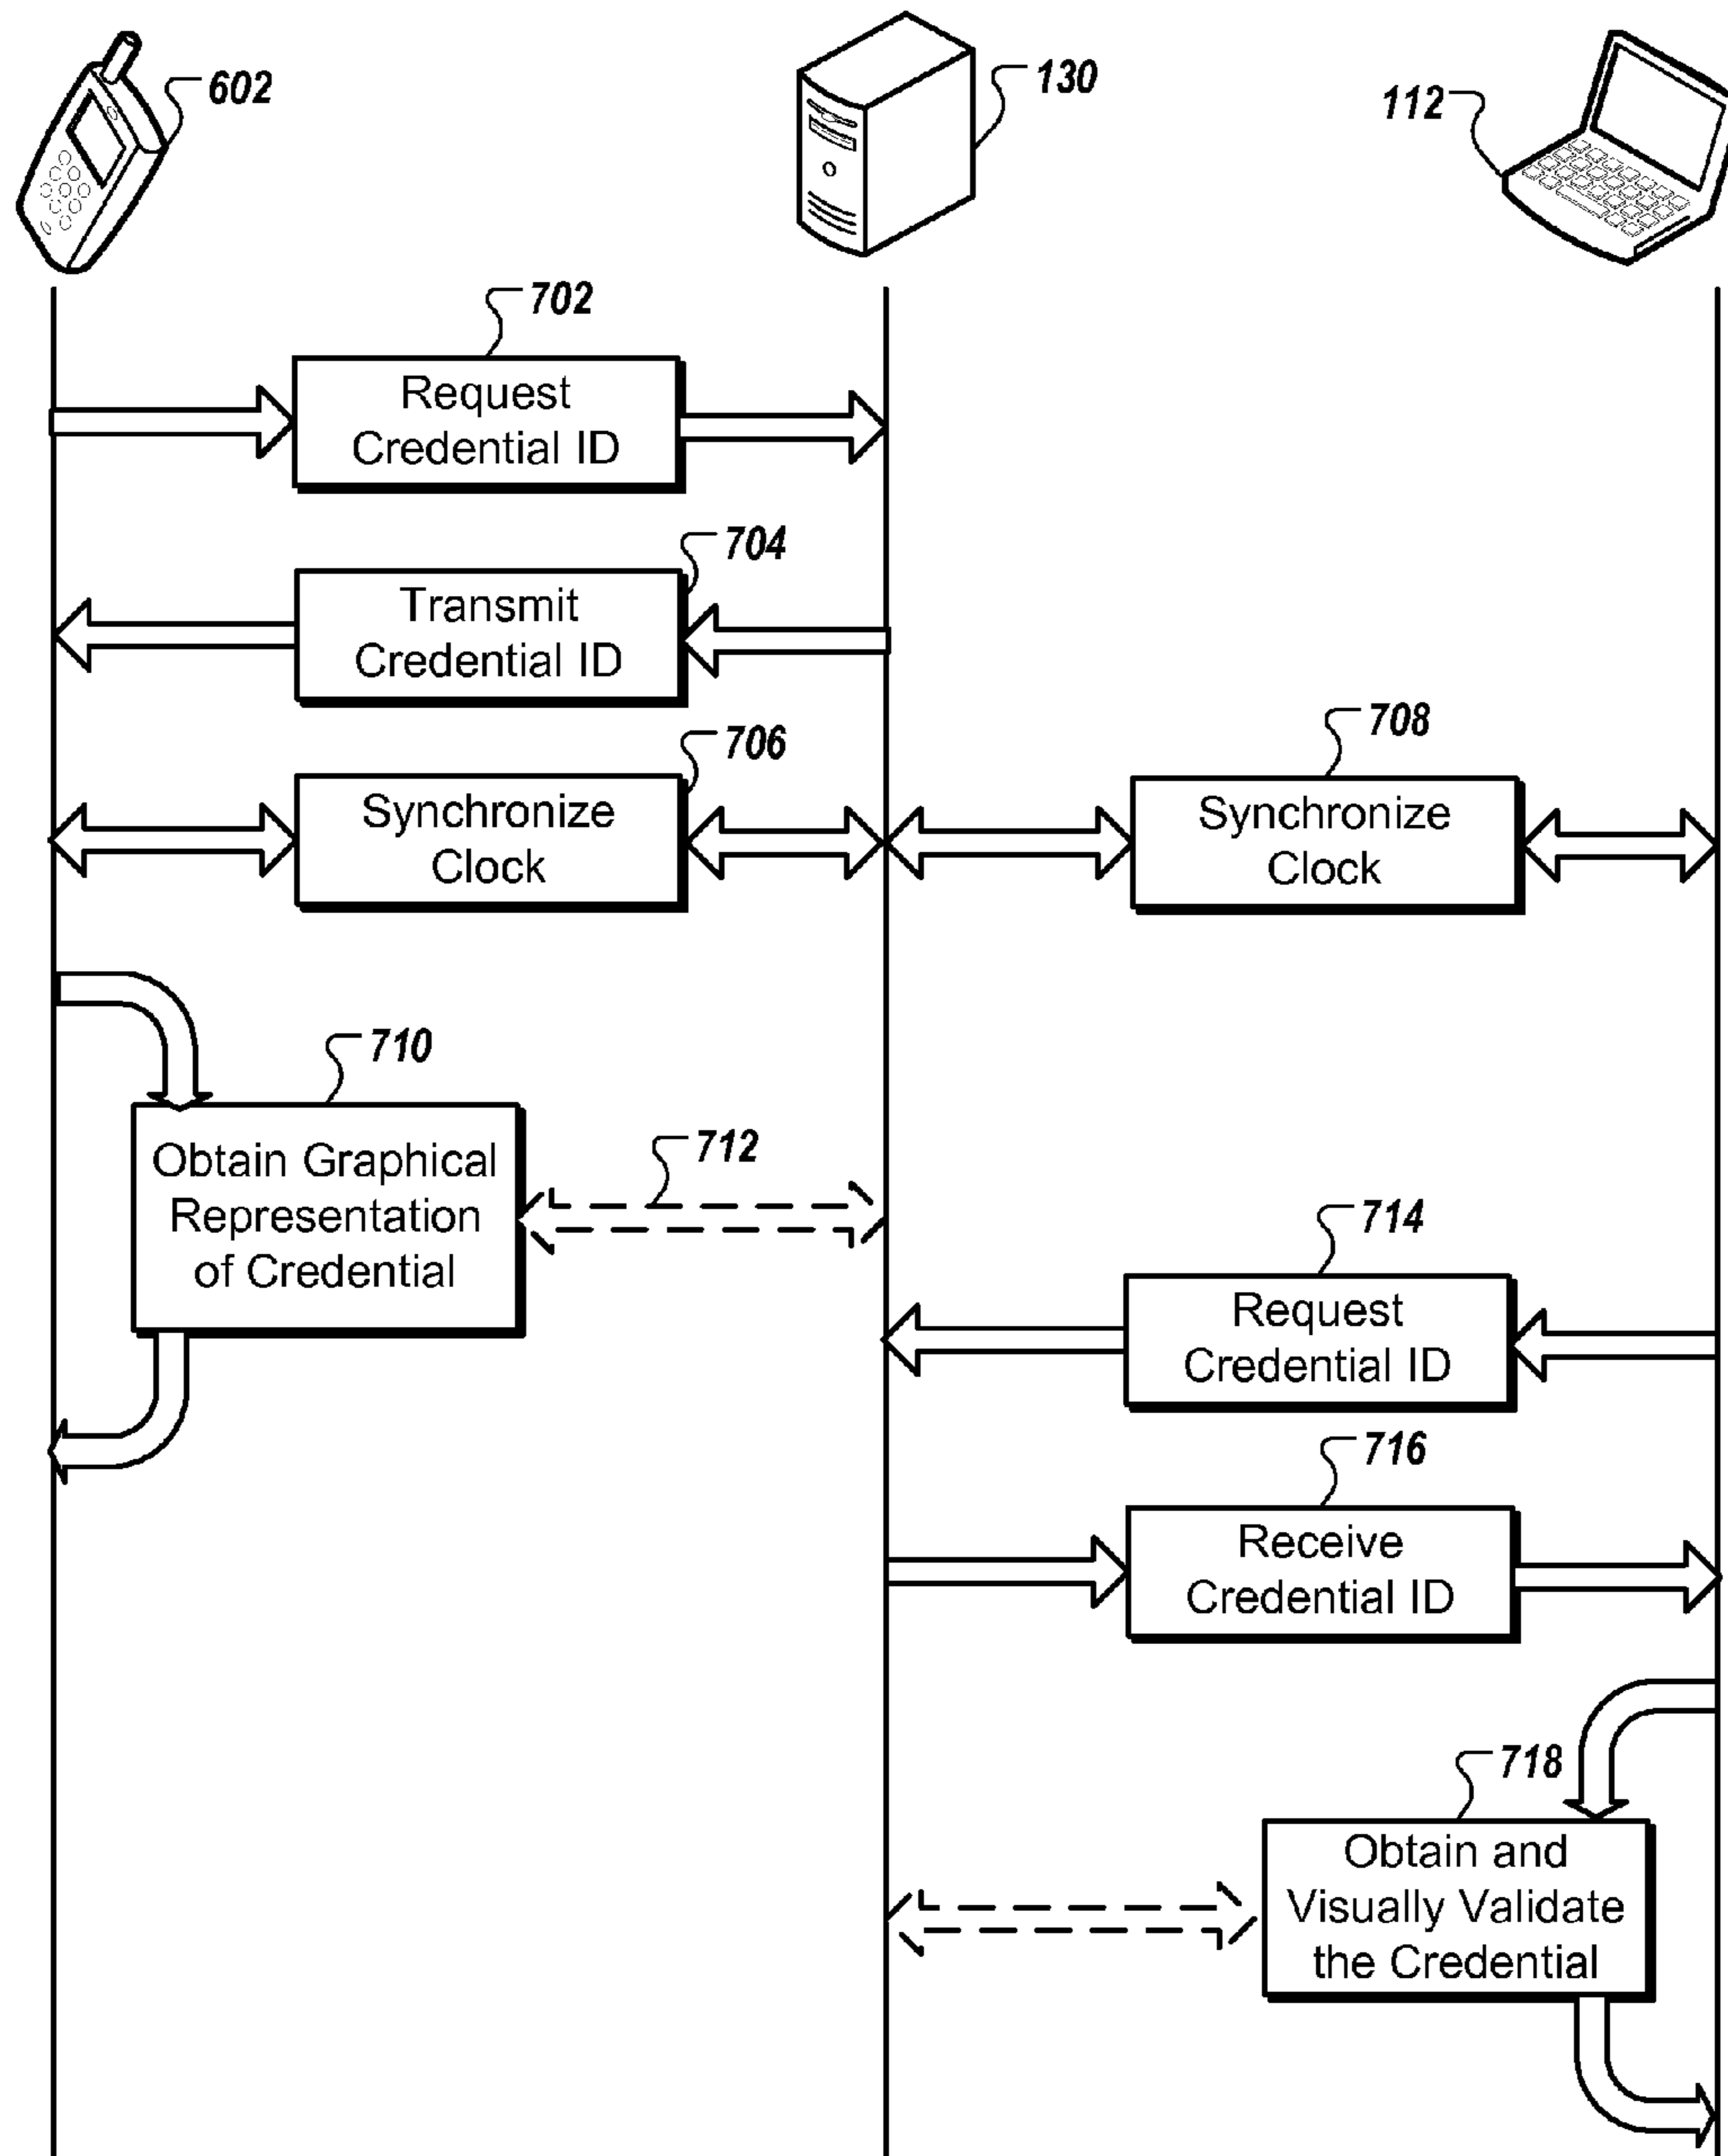 602
130
112
702
Request
Credential ID
704
Transmit
Credential ID
706
Synchronize
Clock
708
Synchronize
Clock
710
Obtain Graphical
Representation
of Credential
712
714
Request
Credential ID
716
Receive
Credential ID
718
Obtain and
Visually Validate
the Credential